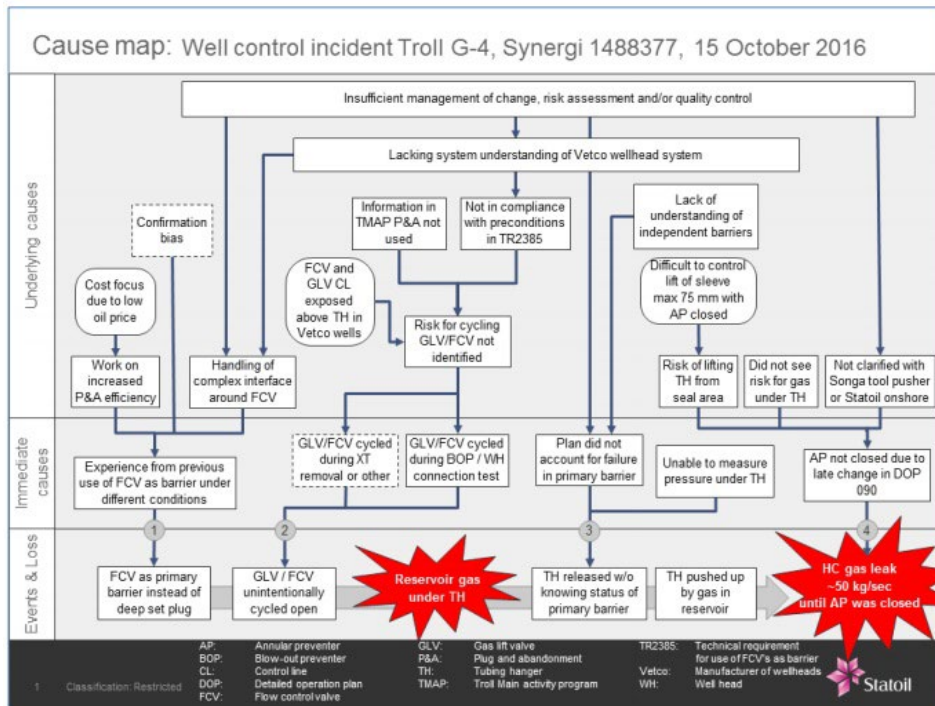 Cause map: Well control incident Troll G-4, Synergi 1488377, 15 October 2016
Underlying causes
Insufficient management of change, risk assessment and/or quality control
Lacking system understanding of Vetco wellhead system
Confirmation
bias
Information in
TMAP P&A not
used
Not in compliance
with preconditions
in TR2385
Lack of
understanding of
independent barriers
Cost focus
due to low
oil price
FCV and
GLV CL
exposed
above TH in
Vetco wells
Difficult to control
lift of sleeve
max 75 mm with
AP closed
Risk for cycling
GLV/FCV not
identified
Work on
increased
P&A efficiency
Handling of
complex interface
around FCV
Risk of lifting
TH from
seal area
Did not see
risk for gas
under TH
Not clarified with
Songa tool pusher
or Statoil onshore
Immediate
causes
Experience from previous
use of FCV as barrier under
different conditions
GLV/FCV cycled
during XT
removal or other
GLV/FCV cycled
during BOP / WH
connection test
Plan did not
account for failure
in primary barrier
Unable to measure
pressure under TH
AP not closed due to
late change in DOP
090
1
2
3
4
Events & Loss
FCV as primary
barrier instead of
deep set plug
GLV / FCV
unintentionally
cycled open
Reservoir gas
under TH
TH released w/o
knowing status of
primary barrier
TH pushed up
by gas in
reservoir
HC gas leak
~50 kg/sec
until AP was closed
AP: Annular preventer
BOP: Blow-out preventer
CL: Control line
DOP: Detailed operation plan
FCV: Flow control valve
GLV: Gas lift valve
P&A: Plug and abandonment
TH: Tubing hanger
TMAP: Troll Main activity program
TR2385: Technical requirement
for use of FCV's as barrier
Vetco: Manufacturer of wellheads
WH: Well head
1 Classification: Restricted
Statoil